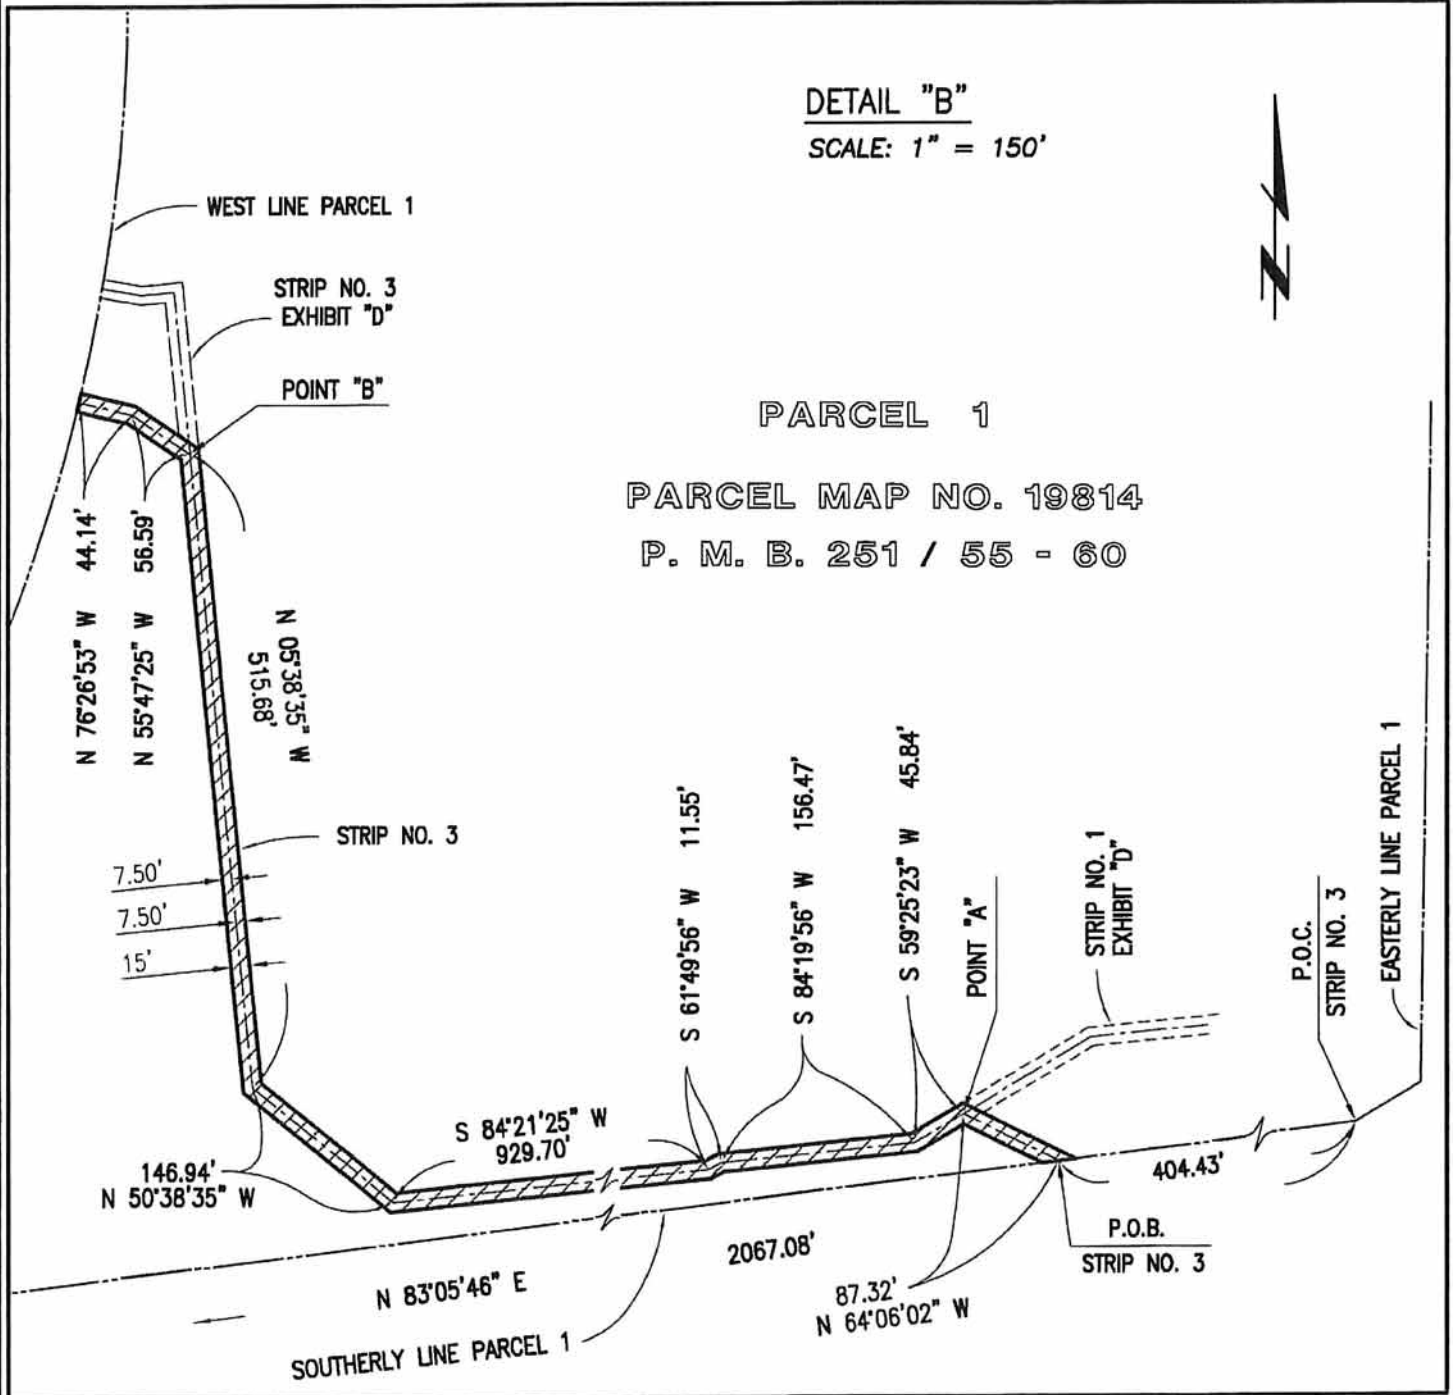 DETAIL "B"
SCALE: 1" = 150'
WEST LINE PARCEL 1
STRIP NO. 3
EXHIBIT "D"
POINT "B"
N
PARCEL 1
PARCEL MAP NO. 19814
P. M. B. 251 / 55 - 60
N 76°26'53" W 44.14'
N 55°47'25" W 56.59'
N 05°38'35" W
515.68'
STRIP NO. 3
7.50'
7.50'
15'
S 61°49'56" W 11.55'
S 84°19'56" W 156.47'
S 59°25'23" W 45.84'
POINT "A"
STRIP NO. 1
EXHIBIT "D"
P.O.C.
STRIP NO. 3
EASTERLY LINE PARCEL 1
S 84°21'25" W
929.70'
146.94'
N 50°38'35" W
404.43'
P.O.B.
STRIP NO. 3
2067.08'
87.32'
N 64°06'02" W
N 83°05'46" E
SOUTHERLY LINE PARCEL 1